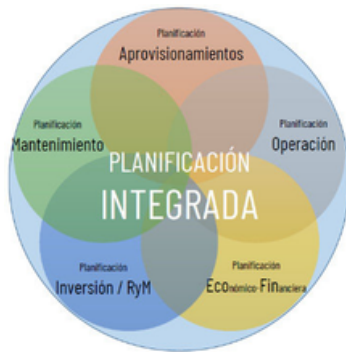 Planificación
Aprovisionamientos
Planificación
Mantenimiento
Planificación
Operación
PLANIFICACIÓN
INTEGRADA
Planificación
Inversión / RyM
Planificación
Económico-Financiera